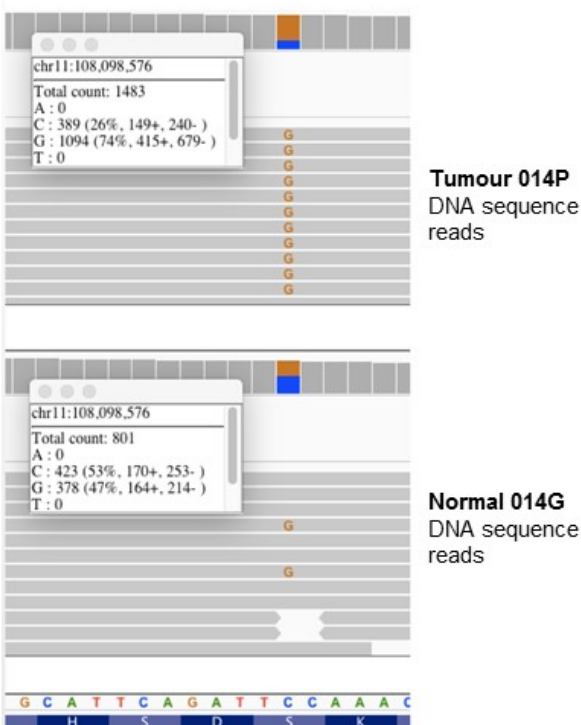 chr11:108,098,576
Total count: 1483
A : 0
C : 389 (26%, 149+, 240- )
G : 1094 (74%, 415+, 679- )
T : 0
G
G
G
G
G
G
G
G
G
G
G
Tumour 014P
DNA sequence
reads
chr11:108,098,576
Total count: 801
A : 0
C : 423 (53%, 170+, 253- )
G : 378 (47%, 164+, 214- )
T : 0
G
G
Normal 014G
DNA sequence
reads
G C A T T C A G A T T C C A A A C
H S D S K